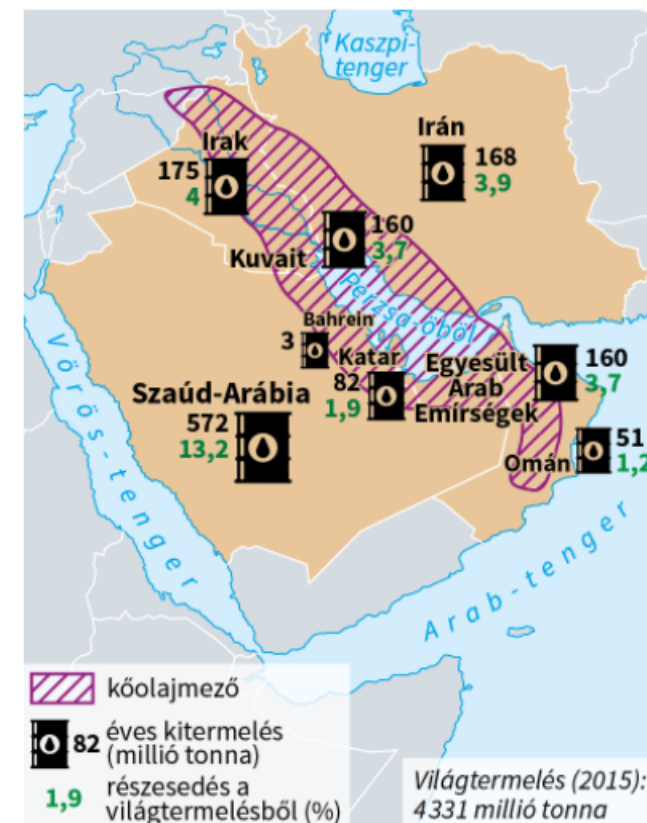 Kaszpi-
tenger
Irak
175
4
Irán
168
3,9
160
3,7
Kuvait
Perzsa-öböl
Bahrein
3
Katar
82
1,9
Egyesült
Arab
Emírségek
160
3,7
Szaúd-Arábia
572
13,2
Omán
51
1,2
Vörös-tenger
Arab-tenger
kőolajmező
82 éves kitermelés
(millió tonna)
1,9 részesedés a
világtermelésből (%)
Világtermelés (2015):
4331 millió tonna